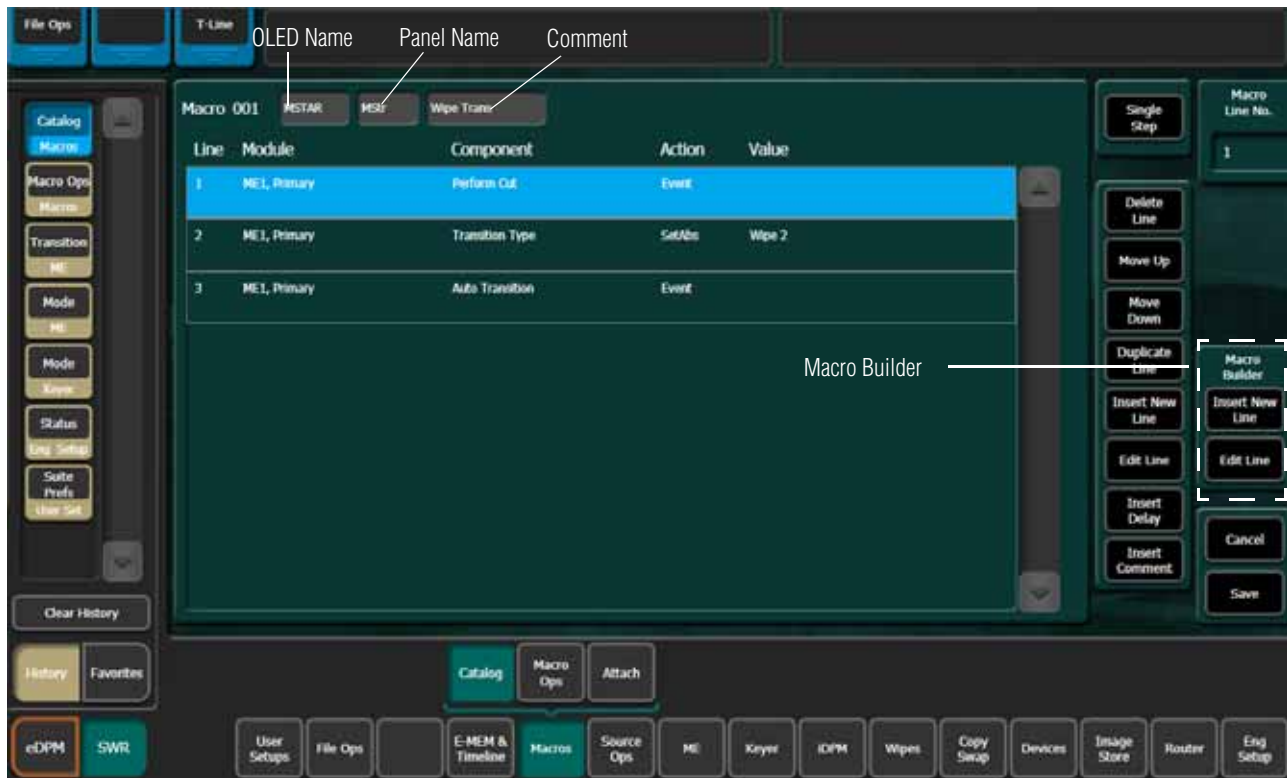 File Ops
T-Line
OLED Name
Panel Name
Comment
Macro 001
MSTAR
MStr
Wipe Trans
Line Module Component Action Value
1 ME1, Primary Perform Cut Event
2 ME1, Primary Transition Type SetAbs Wipe 2
3 ME1, Primary Auto Transition Event
Macro Builder
Catalog
Macros
Macro Ops
Macros
Transition
ME
Mode
ME
Mode
Keyer
Status
Eng Setup
Suite
Prefs
User Set
Clear History
History
Favorites
Single
Step
Delete
Line
Move Up
Move
Down
Duplicate
Line
Insert New
Line
Edit Line
Insert
Delay
Insert
Comment
Macro
Line No.
1
Macro
Builder
Insert New
Line
Edit Line
Cancel
Save
Catalog
Macro
Ops
Attach
eDPM
SWR
User
Setups
File Ops
E-MEM &
Timeline
Macros
Source
Ops
ME
Keyer
iDPM
Wipes
Copy
Swap
Devices
Image
Store
Router
Eng
Setup